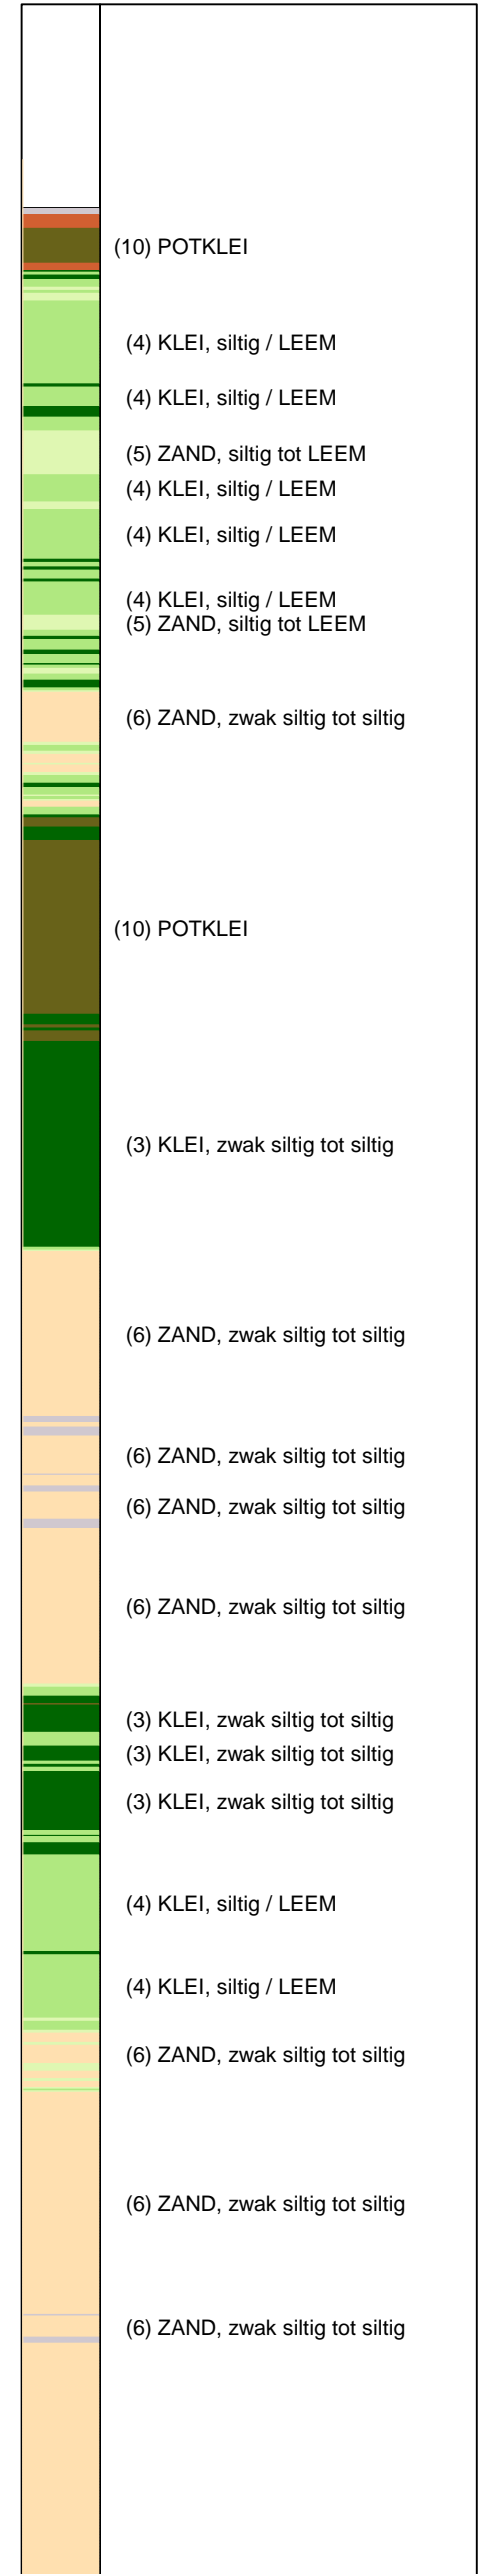 (10) POTKLEI
(4) KLEI, siltig / LEEM
(4) KLEI, siltig / LEEM
(5) ZAND, siltig tot LEEM
(4) KLEI, siltig / LEEM
(4) KLEI, siltig / LEEM
(4) KLEI, siltig / LEEM
(5) ZAND, siltig tot LEEM
(6) ZAND, zwak siltig tot siltig
(10) POTKLEI
(3) KLEI, zwak siltig tot siltig
(6) ZAND, zwak siltig tot siltig
(6) ZAND, zwak siltig tot siltig
(6) ZAND, zwak siltig tot siltig
(6) ZAND, zwak siltig tot siltig
(3) KLEI, zwak siltig tot siltig
(3) KLEI, zwak siltig tot siltig
(3) KLEI, zwak siltig tot siltig
(4) KLEI, siltig / LEEM
(4) KLEI, siltig / LEEM
(6) ZAND, zwak siltig tot siltig
(6) ZAND, zwak siltig tot siltig
(6) ZAND, zwak siltig tot siltig